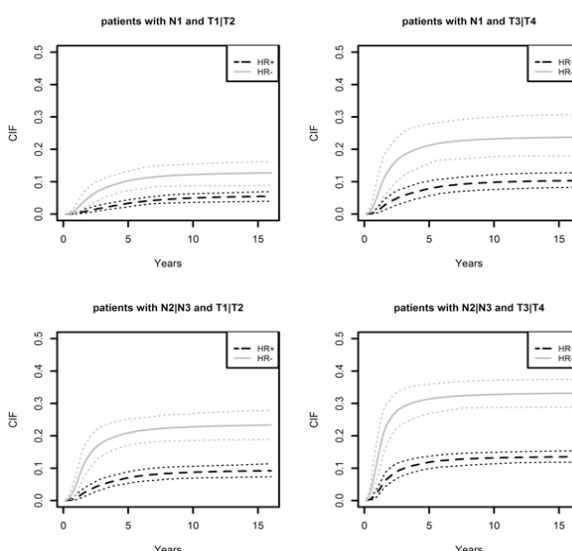 patients with N1 and T1|T2
patients with N1 and T3|T4
0.5
0.4
0.3
0.2
0.1
0.0
CIF
HR+
HR-
0
5
10
15
Years
0.5
0.4
0.3
0.2
0.1
0.0
CIF
HR+
HR-
0
5
10
15
Years
patients with N2|N3 and T1|T2
patients with N2|N3 and T3|T4
0.5
0.4
0.3
0.2
0.1
0.0
CIF
HR+
HR-
0
5
10
15
Years
0.5
0.4
0.3
0.2
0.1
0.0
CIF
HR+
HR-
0
5
10
15
Years